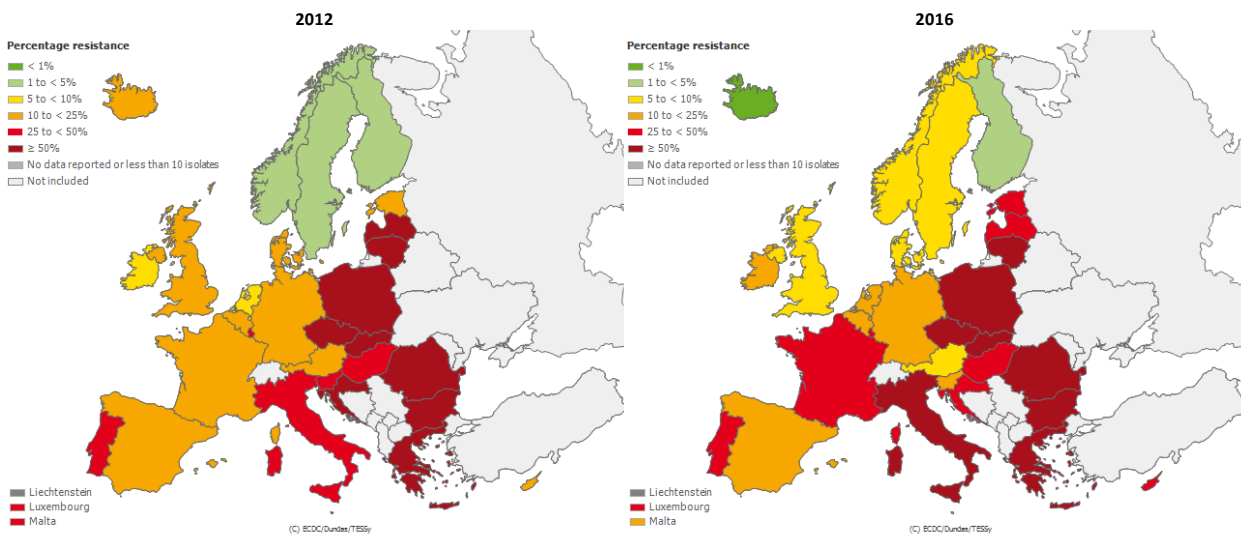 2012
Percentage resistance
< 1%
1 to < 5%
5 to < 10%
10 to < 25%
25 to < 50%
≥ 50%
No data reported or less than 10 isolates
Not included
Liechtenstein
Luxembourg
Malta
(C) ECDC/Dundas/TESSy
2016
Percentage resistance
< 1%
1 to < 5%
5 to < 10%
10 to < 25%
25 to < 50%
≥ 50%
No data reported or less than 10 isolates
Not included
Liechtenstein
Luxembourg
Malta
(C) ECDC/Dundas/TESSy